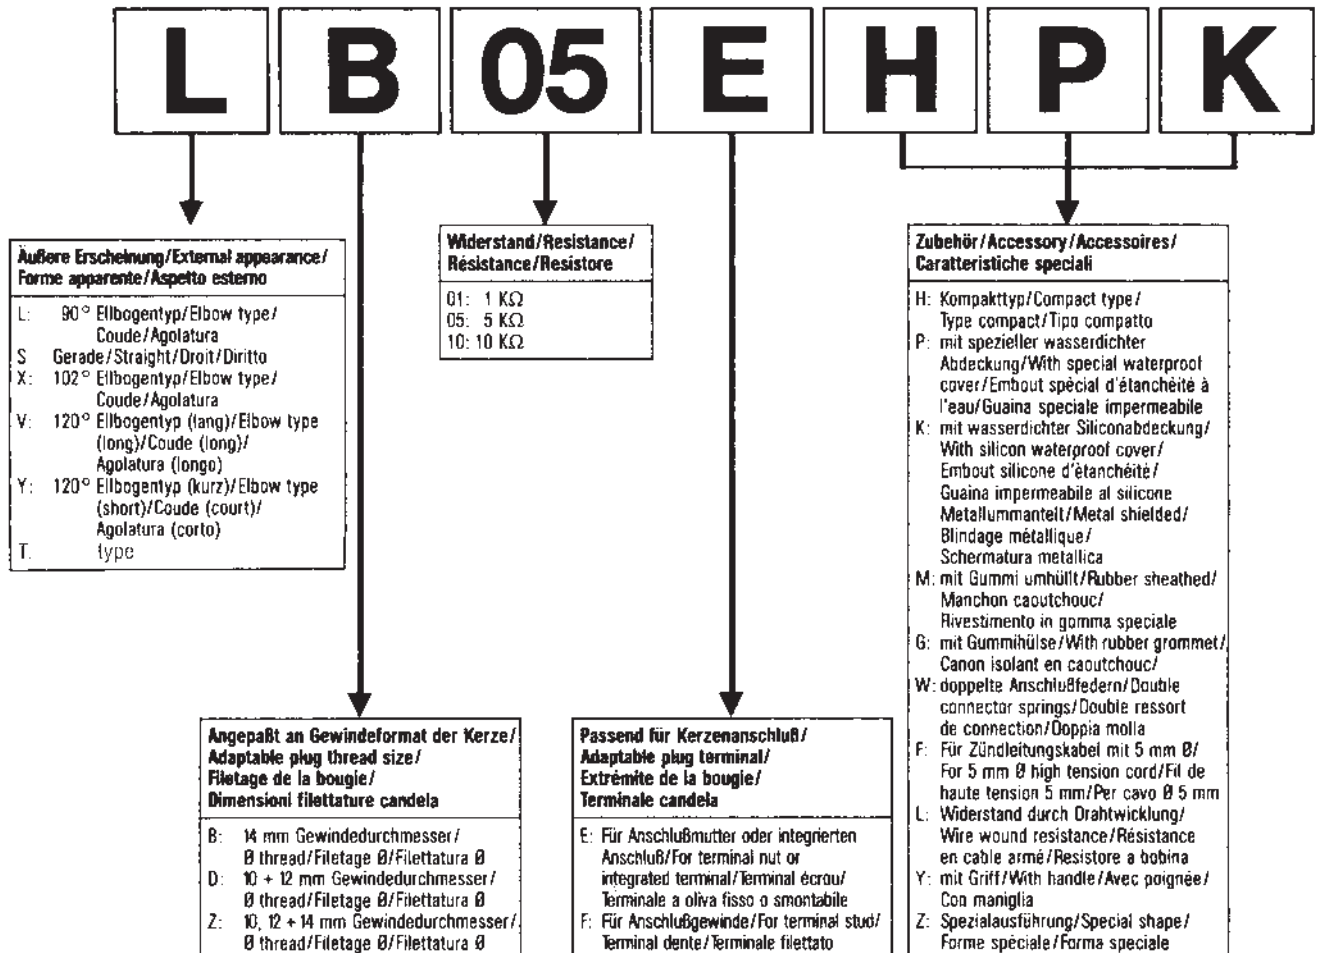 L B 05 E H P K
Äußere Erscheinung/External appearance/
Forme apparente/Aspetto esterno
L: 90° Ellbogentyp/Elbow type/
Coude/Agolatura
S Gerade/Straight/Droit/Diritto
X: 102° Ellbogentyp/Elbow type/
Coude/Agolatura
V: 120° Ellbogentyp (lang)/Elbow type
(long)/Coude (long)/
Agolatura (longo)
Y: 120° Ellbogentyp (kurz)/Elbow type
(short)/Coude (court)/
Agolatura (corto)
T. type
Widerstand/Resistance/
Résistance/Resistore
01: 1 KΩ
05: 5 KΩ
10: 10 KΩ
Zubehör/Accessory/Accessoires/
Caratteristiche speciali
H: Kompakttyp/Compact type/
Type compact/Tipo compatto
P: mit spezieller wasserdichter
Abdeckung/With special waterproof
cover/Embout spécial d'étanchéité à
l'eau/Guaina speciale impermeabile
K: mit wasserdichter Siliconabdeckung/
With silicon waterproof cover/
Embout silicone d'étanchéité/
Guaina impermeabile al silicone
Metallummantelt/Metal shielded/
Blindage métallique/
Schermatura metallica
M: mit Gummi umhüllt/Rubber sheathed/
Manchon caoutchouc/
Rivestimento in gomma speciale
G: mit Gummihülse/With rubber grommet/
Canon isolant en caoutchouc/
W: doppelte Anschlußfedern/Double
connector springs/Double ressort
de connection/Doppia molla
F: Für Zündleitungskabel mit 5 mm Ø/
For 5 mm Ø high tension cord/Fil de
haute tension 5 mm/Per cavo Ø 5 mm
L: Widerstand durch Drahtwicklung/
Wire wound resistance/Résistance
en cable armé/Resistore a bobina
Y: mit Griff/With handle/Avec poignée/
Con maniglia
Z: Spezialausführung/Special shape/
Forme spéciale/Forma speciale
Angepaßt an Gewindeformat der Kerze/
Adaptable plug thread size/
Filetage de la bougie/
Dimensioni filettature candela
B: 14 mm Gewindedurchmesser/
Ø thread/Filetage Ø/Filettatura Ø
D: 10 + 12 mm Gewindedurchmesser/
Ø thread/Filetage Ø/Filettatura Ø
Z: 10, 12 + 14 mm Gewindedurchmesser/
Ø thread/Filetage Ø/Filettatura Ø
Passend für Kerzenanschluß/
Adaptable plug terminal/
Extrémite de la bougie/
Terminale candela
E: Für Anschlußmutter oder integrierten
Anschluß/For terminal nut or
integrated terminal/Terminal écrou/
Terminale a oliva fisso o smontabile
F: Für Anschlußgewinde/For terminal stud/
Terminal dente/Terminale filettato